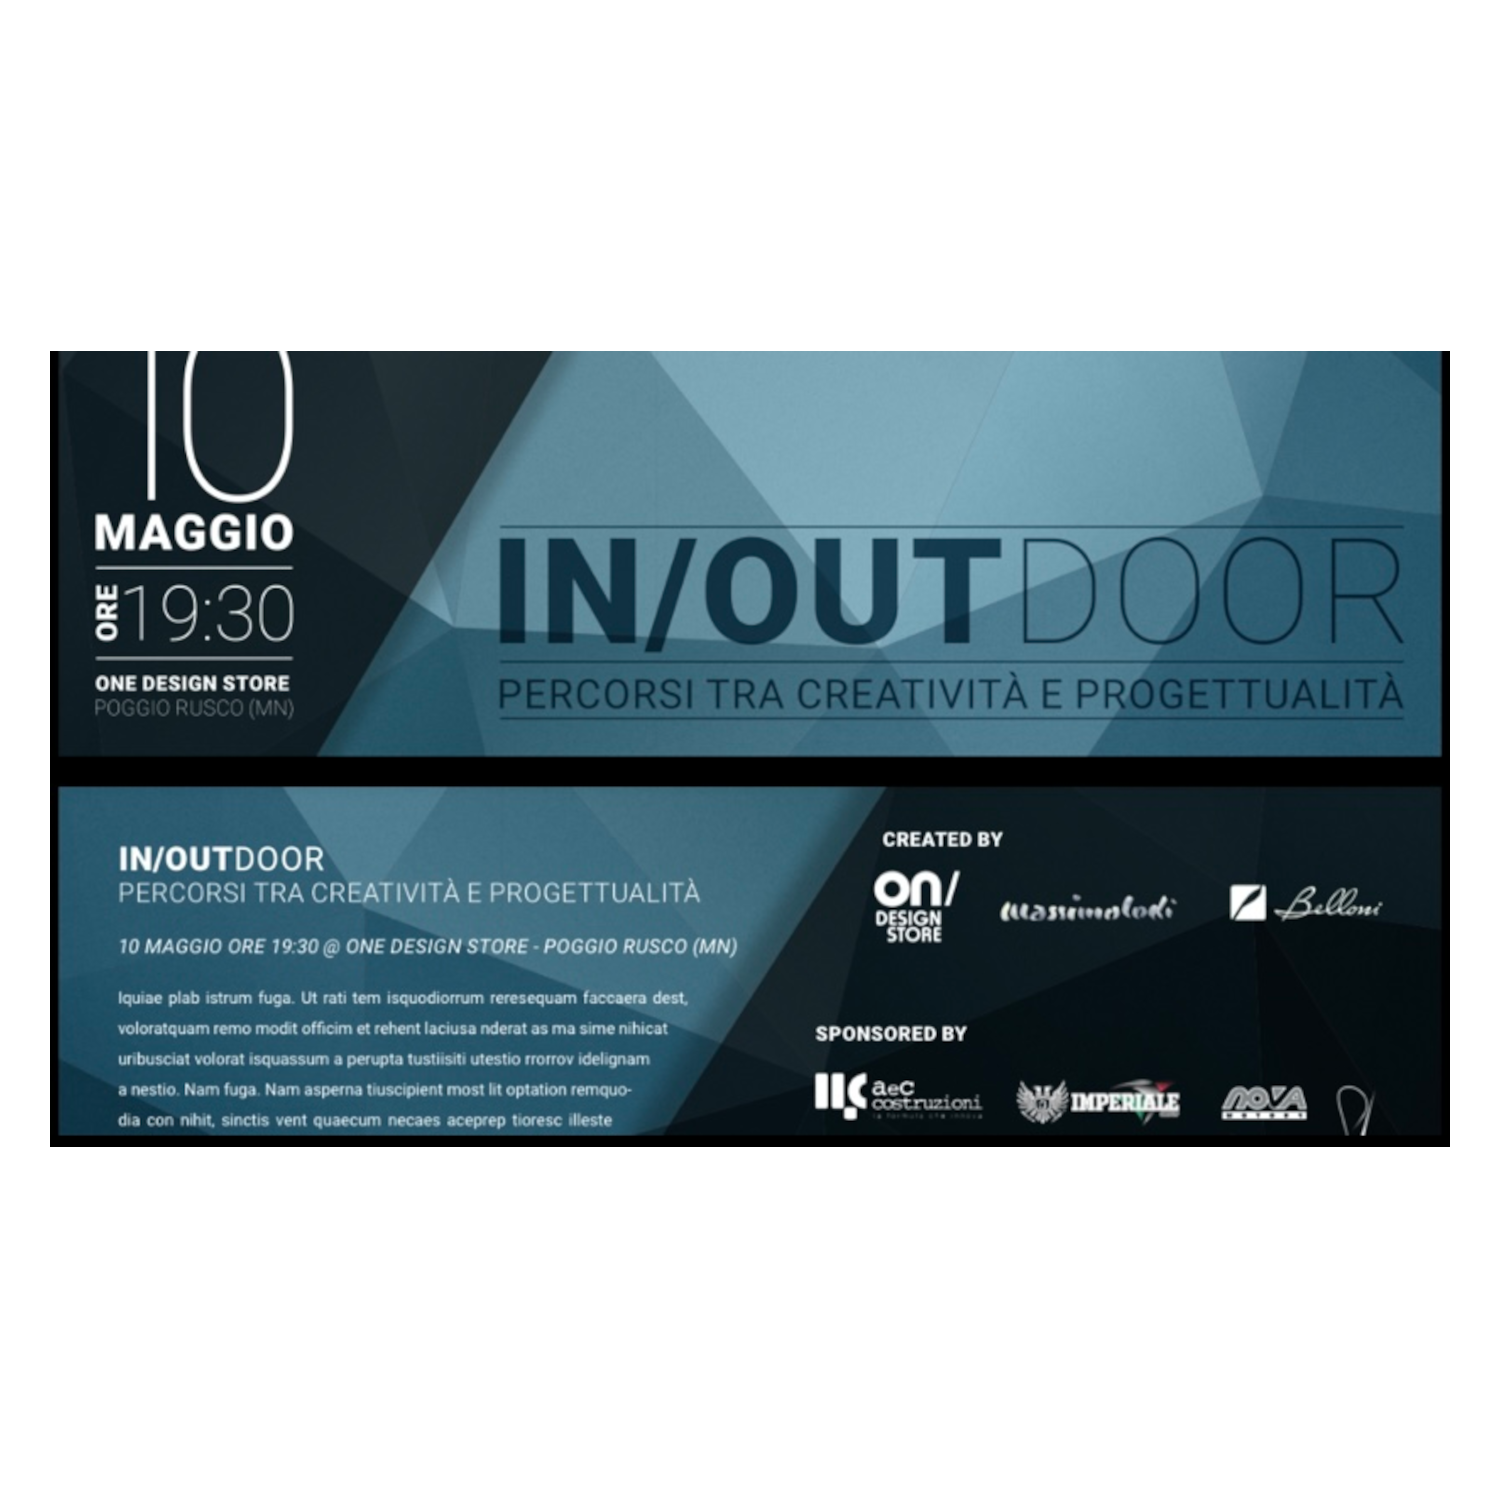 10
MAGGIO
ORE 19:30
ONE DESIGN STORE
POGGIO RUSCO (MN)
IN/OUTDOOR
PERCORSI TRA CREATIVITÀ E PROGETTUALITÀ
IN/OUTDOOR
PERCORSI TRA CREATIVITÀ E PROGETTUALITÀ
10 MAGGIO ORE 19:30 @ ONE DESIGN STORE - POGGIO RUSCO (MN)
Iquiae plab istrum fuga. Ut rati tem isquodiorrum reresequam faccaera dest,
voloratquam remo modit officim et rehent laciusa nderat as ma sime nihicat
uribusciat volorat isquassum a perupta tustiisiti utestio rrorrov idelignam
a nestio. Nam fuga. Nam asperna tiuscipient most lit optation remquo-
dia con nihit, sinctis vent quaecum necaes aceprep tioresc illeste
CREATED BY
on/
DESIGN
STORE
massimolodi
Belloni
SPONSORED BY
aec
costruzioni
IMPERIALE
NOVA